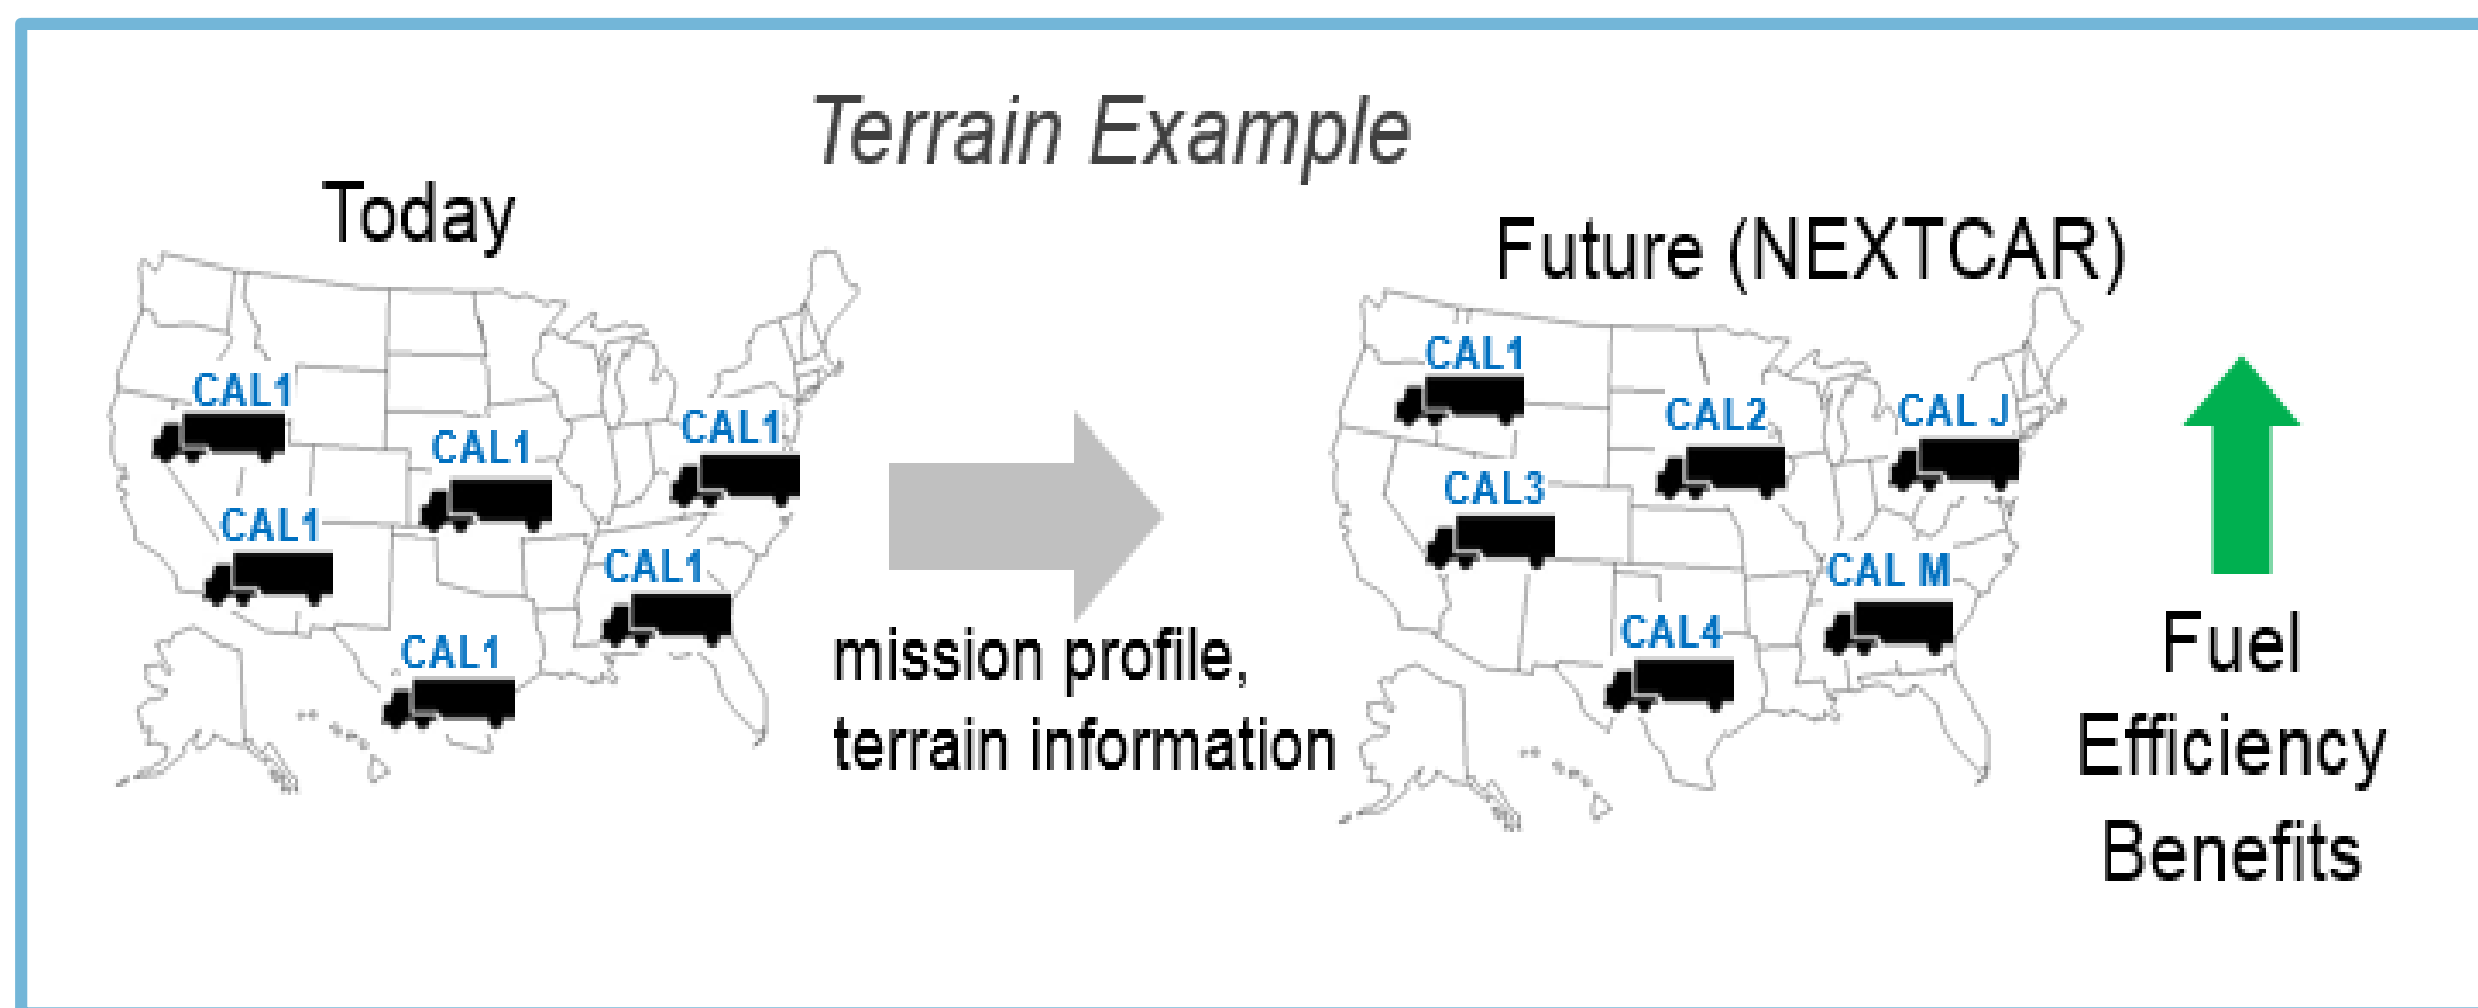 Terrain Example
Today
CAL1
CAL1
CAL1
CAL1
CAL1
CAL1
mission profile,
terrain information
Future (NEXTCAR)
CAL1
CAL2
CAL J
CAL3
CAL M
CAL4
Fuel
Efficiency
Benefits